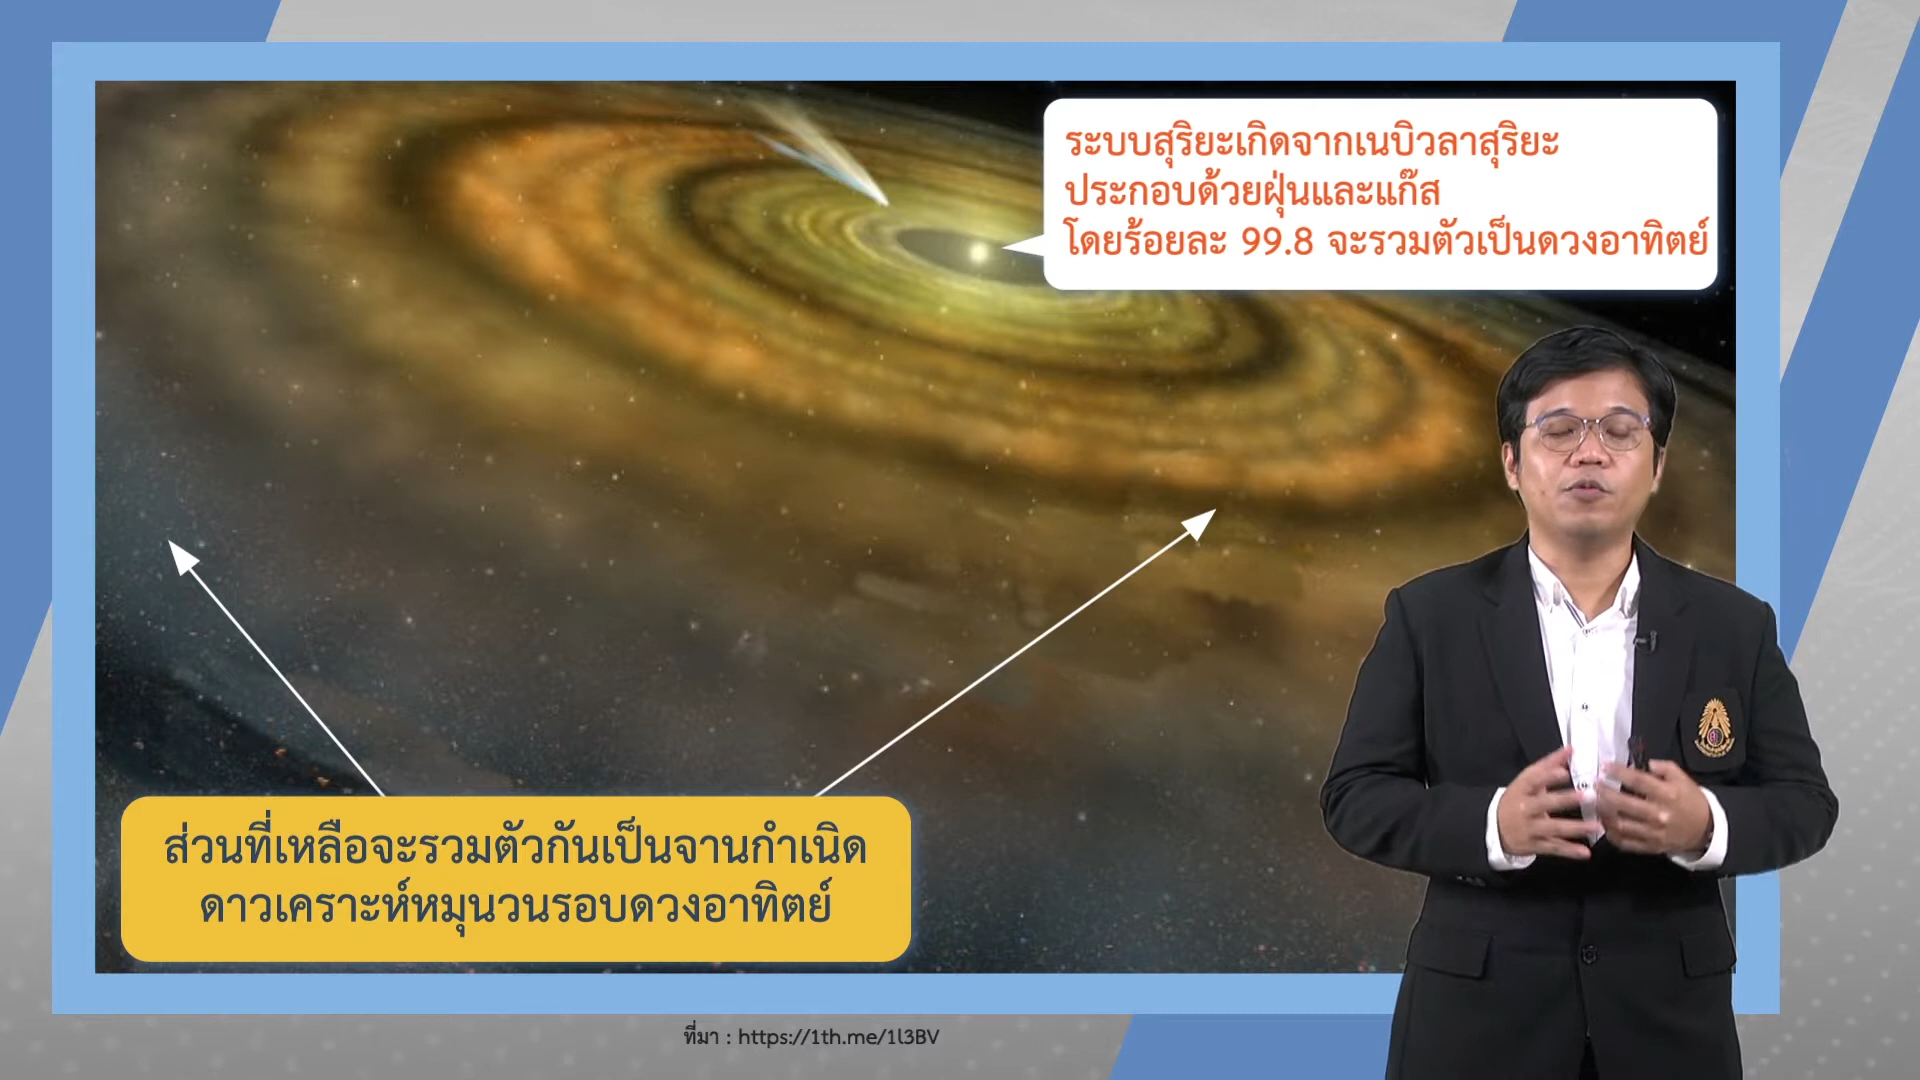 ระบบสุริยะเกิดจากเนบิวลาสุริยะ
ประกอบด้วยฝุ่นและแก๊ส
โดยร้อยละ 99.8 จะรวมตัวเป็นดวงอาทิตย์
ส่วนที่เหลือจะรวมตัวกันเป็นจานกำเนิด
ดาวเคราะห์หมุนวนรอบดวงอาทิตย์
ที่มา : https://1th.me/1l3BV